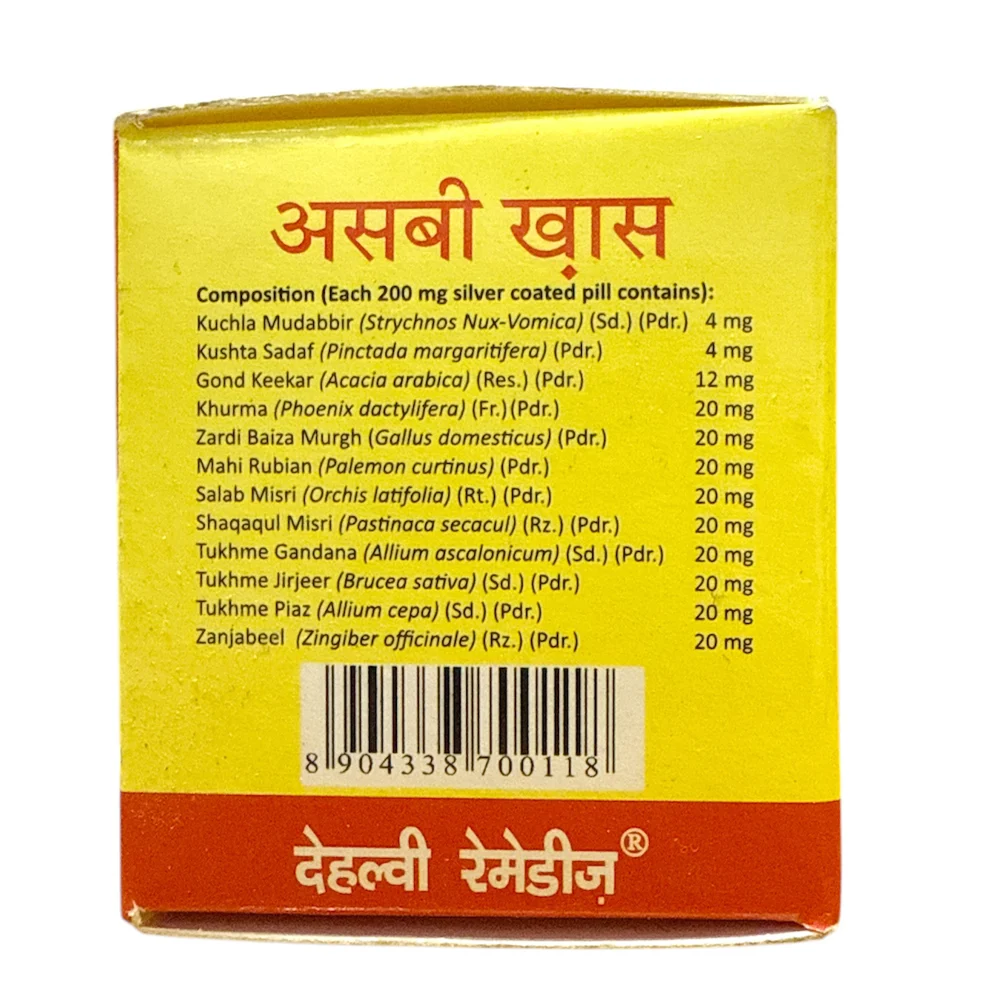 असबी ख़ास
Composition (Each 200 mg silver coated pill contains):
Kuchla Mudabbir (Strychnos Nux-Vomica) (Sd.) (Pdr.) 4 mg
Kushta Sadaf (Pinctada margaritifera) (Pdr.) 4 mg
Gond Keekar (Acacia arabica) (Res.) (Pdr.) 12 mg
Khurma (Phoenix dactylifera) (Fr.) (Pdr.) 20 mg
Zardi Baiza Murgh (Gallus domesticus) (Pdr.) 20 mg
Mahi Rubian (Palemon curtinus) (Pdr.) 20 mg
Salab Misri (Orchis latifolia) (Rt.) (Pdr.) 20 mg
Shaqaqul Misri (Pastinaca secacul) (Rz.) (Pdr.) 20 mg
Tukhme Gandana (Allium ascalonicum) (Sd.) (Pdr.) 20 mg
Tukhme Jirjeer (Brucea sativa) (Sd.) (Pdr.) 20 mg
Tukhme Piaz (Allium cepa) (Sd.) (Pdr.) 20 mg
Zanjabeel (Zingiber officinale) (Rz.) (Pdr.) 20 mg
8 904338 700118
देहल्वी रेमेडीज़®